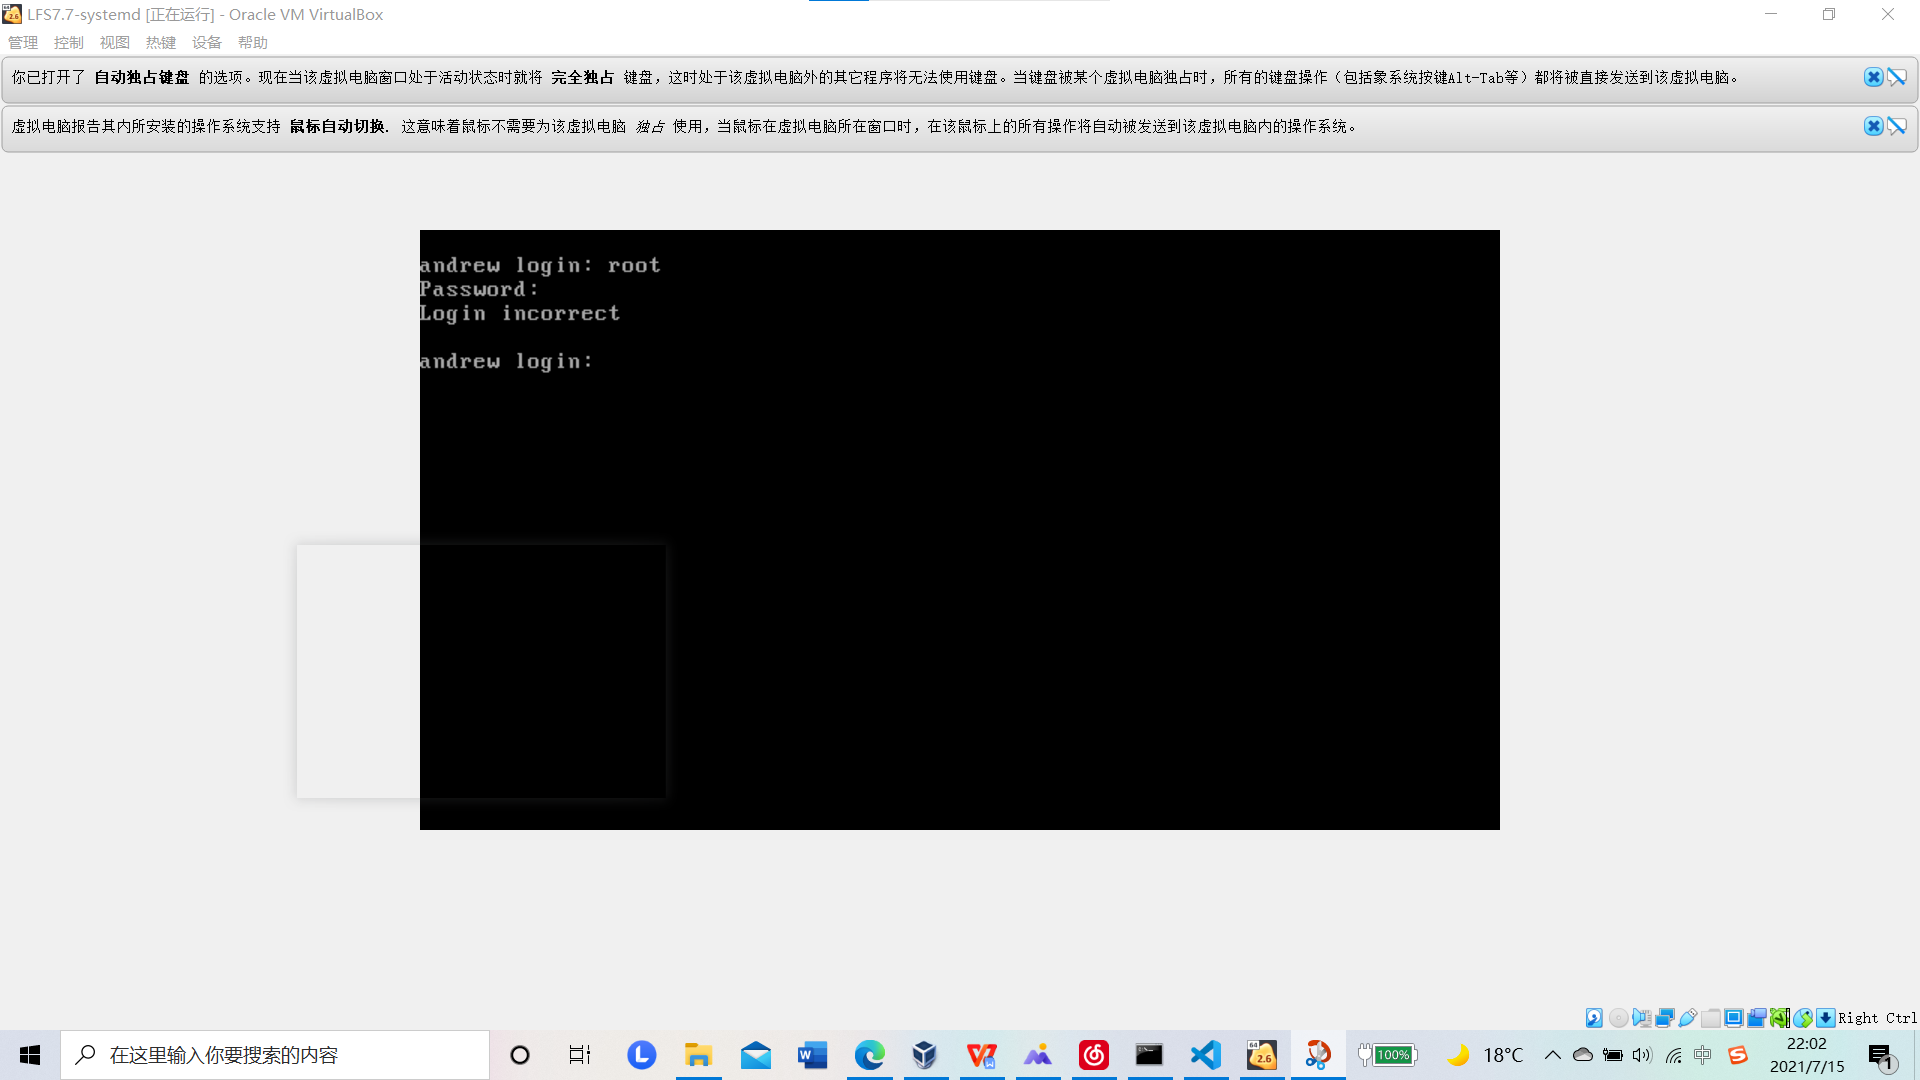 LFS7.7-systemd [正在运行] - Oracle VM VirtualBox
管理 控制 视图 热键 设备 帮助
你已打开了 自动独占键盘 的选项。现在当该虚拟电脑窗口处于活动状态时就将 完全独占 键盘，这时处于该虚拟电脑外的其它程序将无法使用键盘。当键盘被某个虚拟电脑独占时，所有的键盘操作（包括象系统按键Alt-Tab等）都将被直接发送到该虚拟电脑。
虚拟电脑报告其内所安装的操作系统支持 鼠标自动切换. 这意味着鼠标不需要为该虚拟电脑 独占 使用，当鼠标在虚拟电脑所在窗口时，在该鼠标上的所有操作将自动被发送到该虚拟电脑内的操作系统。
andrew login: root
Password:
Login incorrect
andrew login:
Right Ctrl
在这里输入你要搜索的内容
100%
18°C
中
22:02
2021/7/15
1